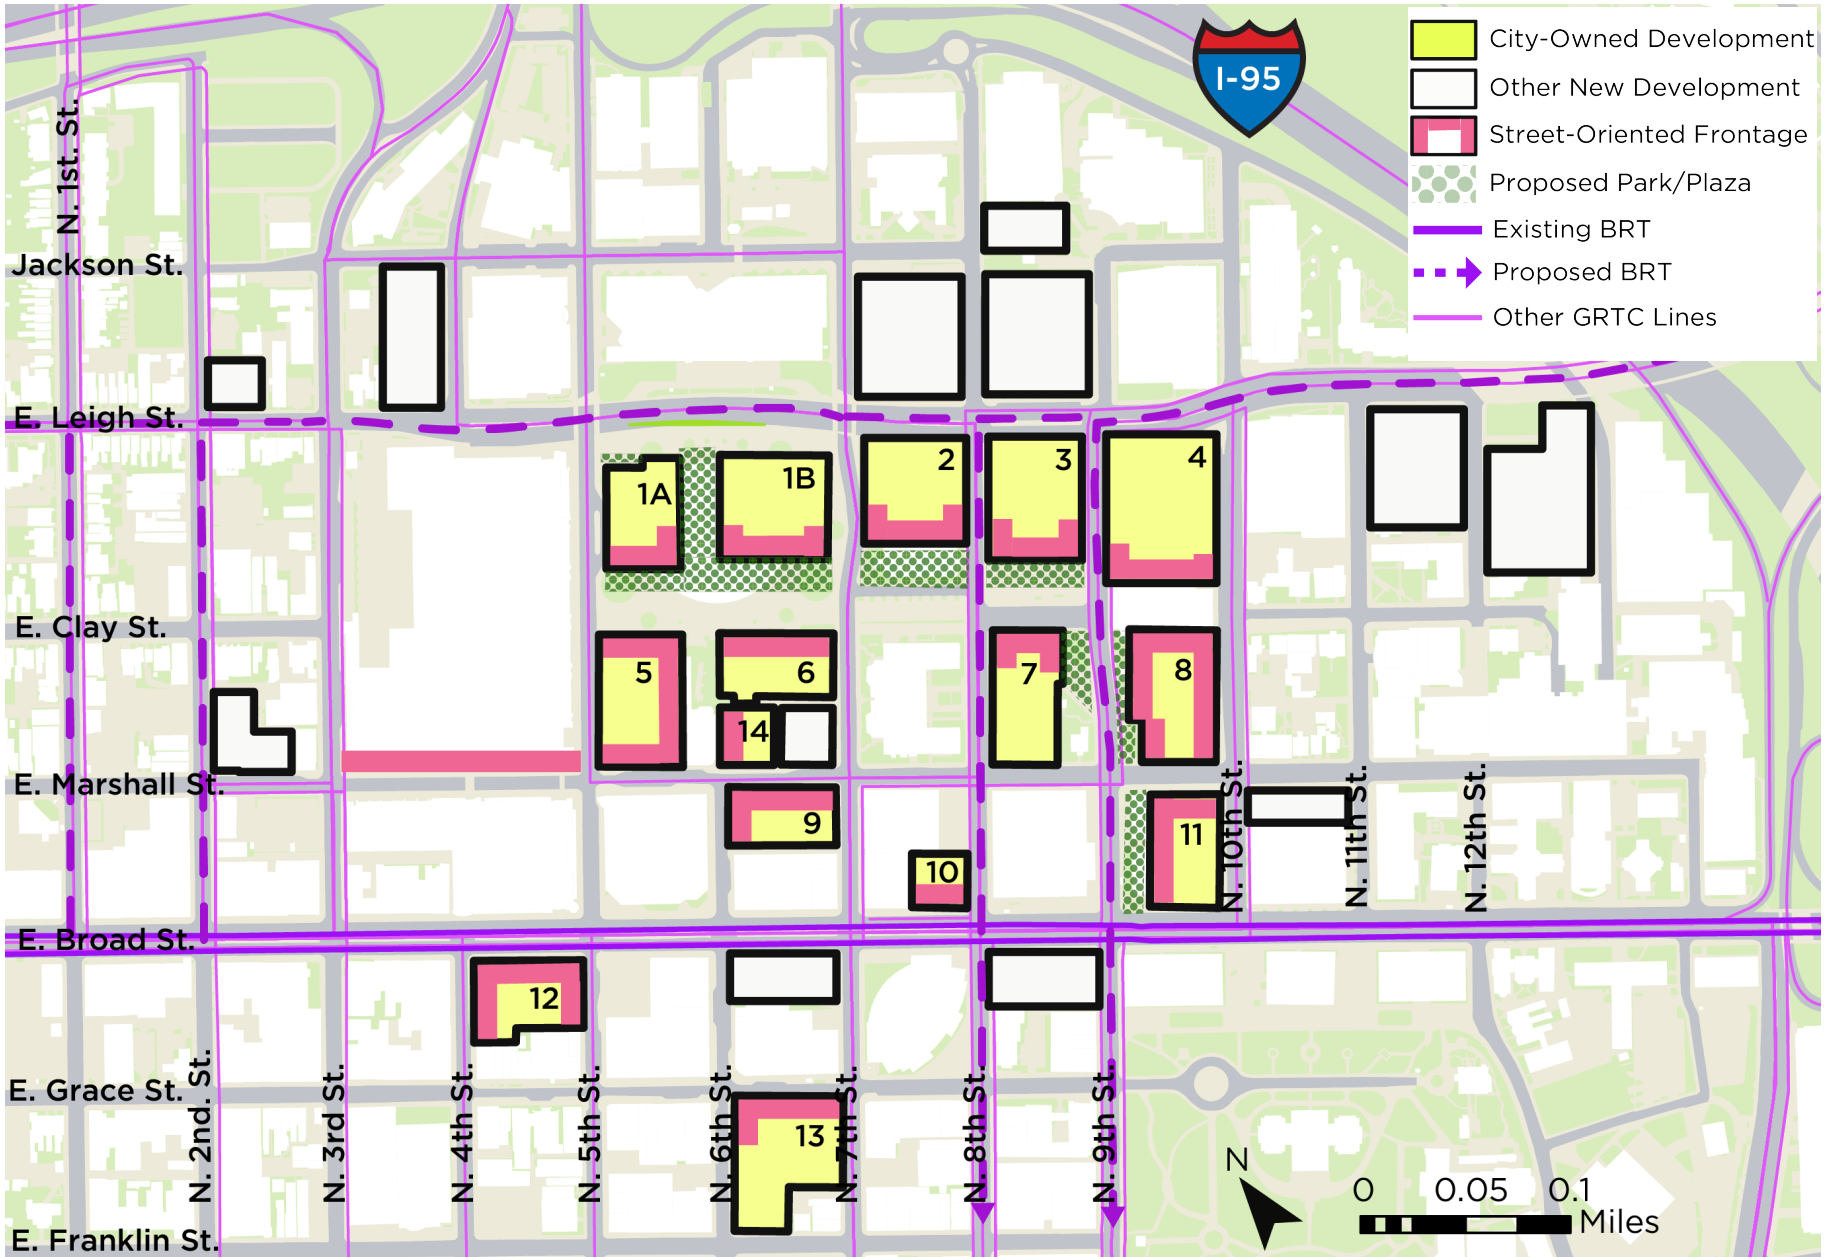 I-95
City-Owned Development
Other New Development
Street-Oriented Frontage
Proposed Park/Plaza
Existing BRT
Proposed BRT
Other GRTC Lines
N. 1st. St.
Jackson St.
E. Leigh St.
1A
1B
2
3
4
E. Clay St.
5
6
7
8
14
E. Marshall St.
9
10
11
N. 10th St.
N. 11th St.
N. 12th St.
E. Broad St.
12
E. Grace St.
N. 2nd. St.
N. 3rd St.
N. 4th St.
N. 5th St.
N. 6th St.
13
N. 7th St.
N. 8th St.
N. 9th St.
N
0 0.05 0.1
Miles
E. Franklin St.